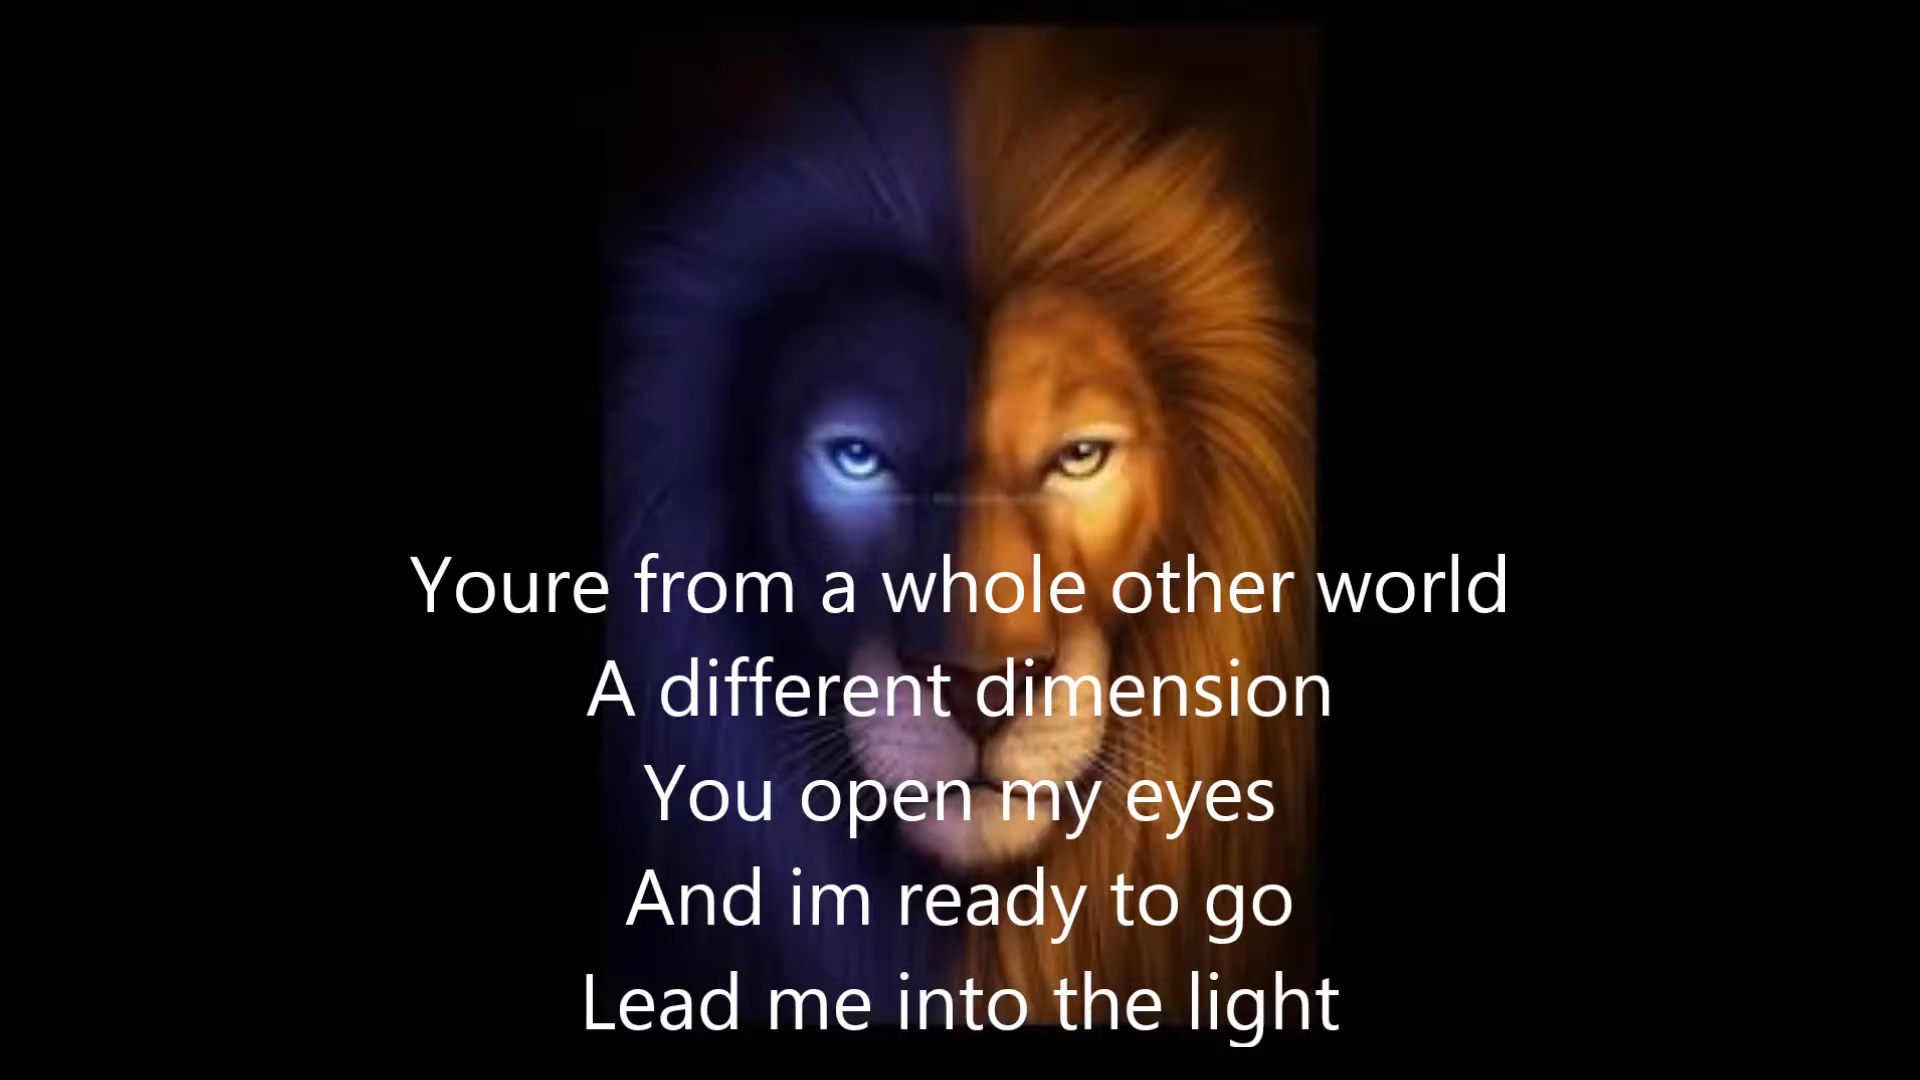 Youre from a whole other world
A different dimension
You open my eyes
And im ready to go
Lead me into the light